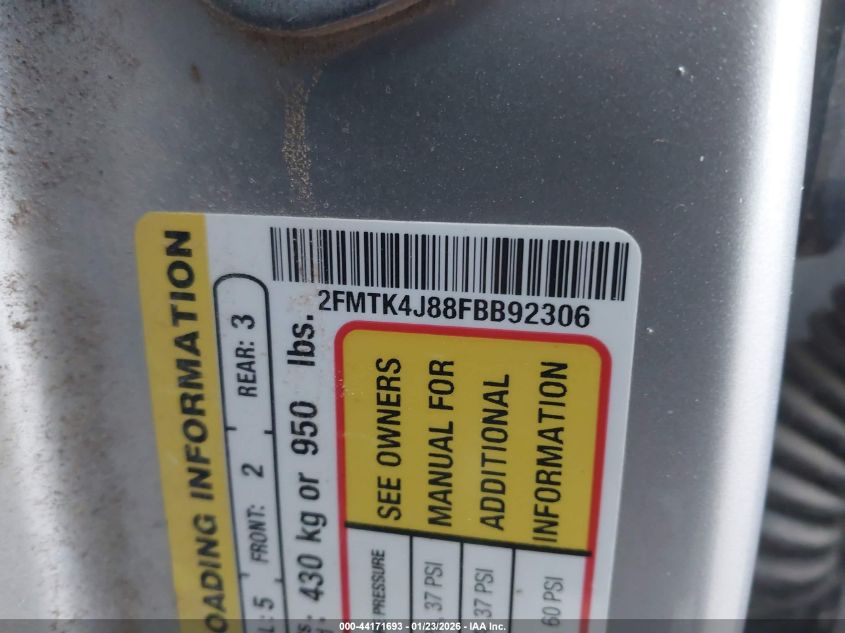 2FMTK4J88FBB92306
LOADING INFORMATION
FRONT: 2 REAR: 3
: 5
430 kg or 950 lbs.
SEE OWNERS
MANUAL FOR
ADDITIONAL
INFORMATION
PRESSURE
37 PSI
37 PSI
60 PSI
000-44171693 - 01/23/2026 - IAA Inc.